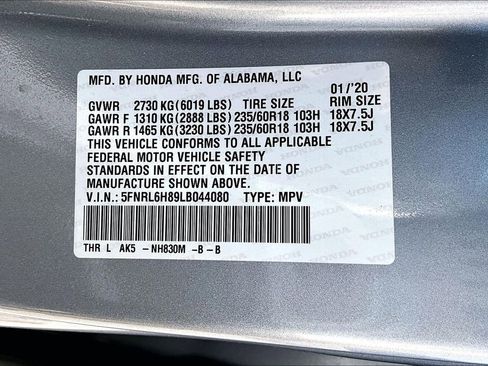 MFD. BY HONDA MFG. OF ALABAMA, LLC
01/'20
GVWR 2730 KG(6019 LBS) TIRE SIZE RIM SIZE
GAWR F 1310 KG(2888 LBS)235/60R18 103H 18X7.5J
GAWR R 1465 KG(3230 LBS)235/60R18 103H 18X7.5J
THIS VEHICLE CONFORMS TO ALL APPLICABLE
FEDERAL MOTOR VEHICLE SAFETY
STANDARDS IN EFFECT ON THE DATE OF
MANUFACTURE SHOWN ABOVE.
V.I.N.: 5FNRL6H89LB044080 TYPE: MPV
THR L AK5 -NH830M -B-B